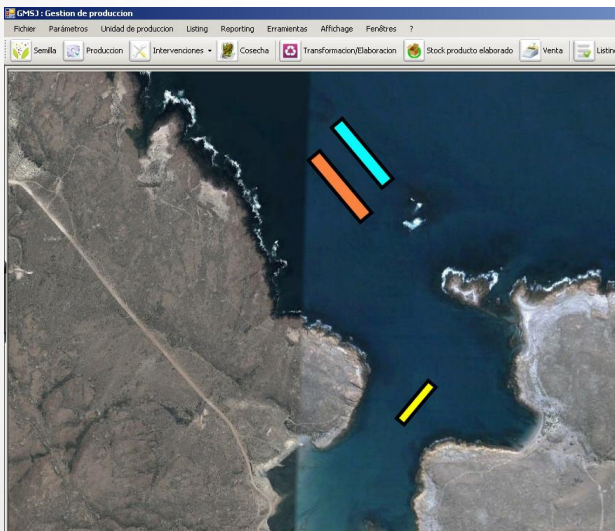 GMSJ : Gestion de produccion
Fichier Parámetros Unidad de produccion Listing Reporting Erramientas Affichage Fenêtres ?
Semilla Produccion Intervenciones Cosecha Transformacion/Elaboracion Stock producto elaborado Venta Listing